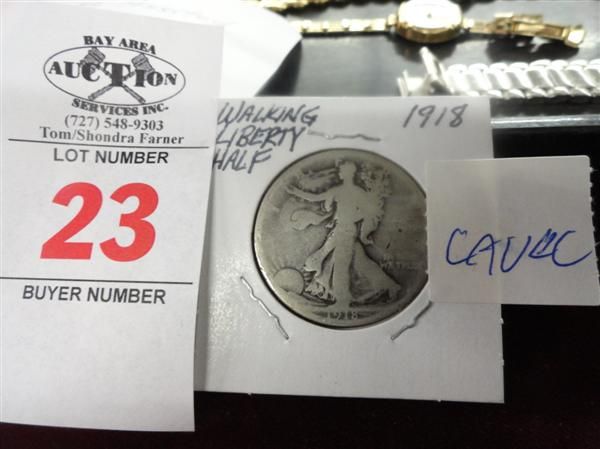 BAY AREA
AUCTION
SERVICES INC.
(727) 548-9303
Tom/Shondra Farner
LOT NUMBER
23
BUYER NUMBER
WALKING
LIBERTY
HALF
1918
1918